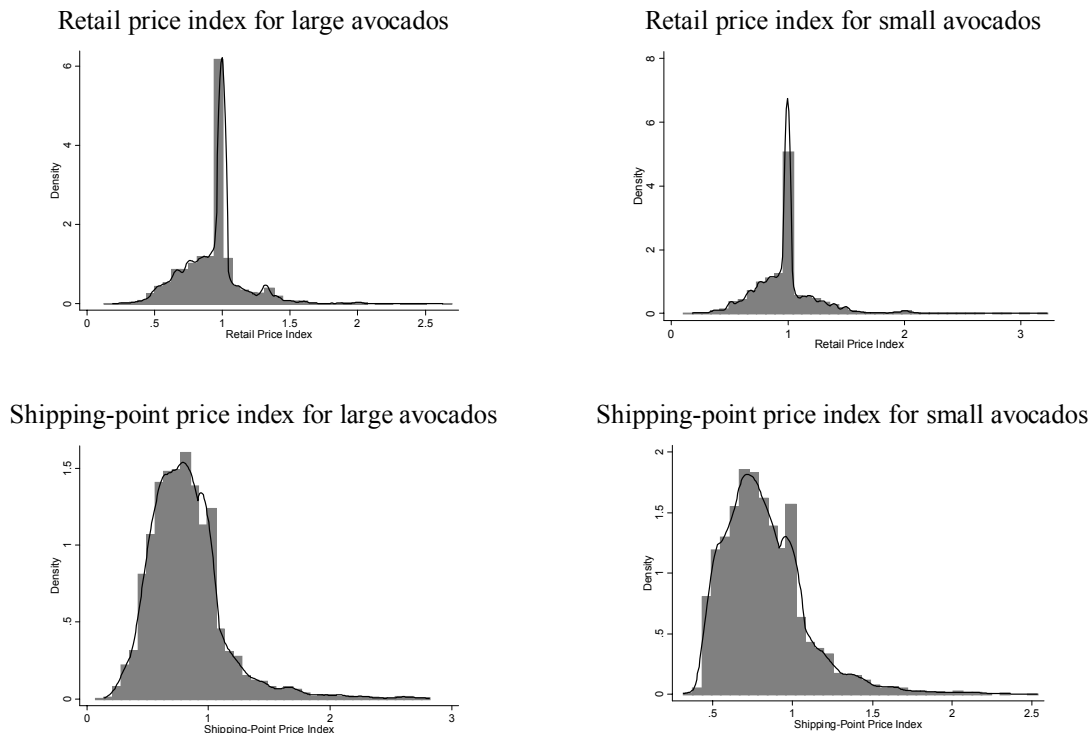 Retail price index for large avocados
Retail price index for small avocados
Density
0 2 4 6
0 .5 1 1.5 2 2.5
Retail Price Index
Density
0 2 4 6 8
0 1 2 3
Retail Price Index
Shipping-point price index for large avocados
Shipping-point price index for small avocados
Density
0 .5 1 1.5
0 1 2 3
Shipping-Point Price Index
Density
0 .5 1 1.5 2
.5 1 1.5 2 2.5
Shipping-Point Price Index